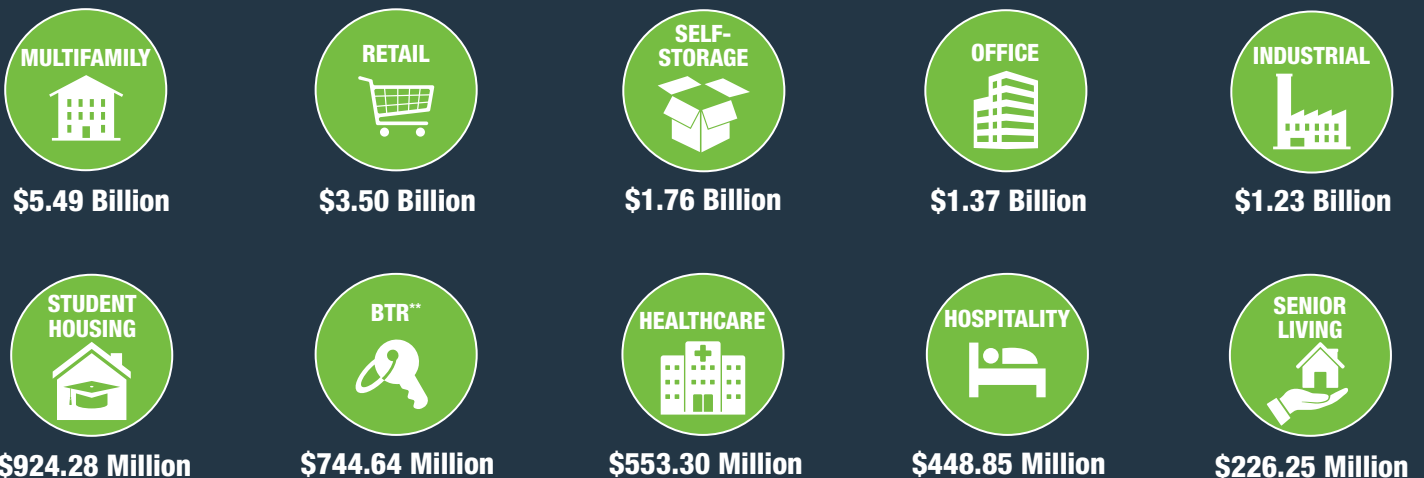 MULTIFAMILY
$5.49 Billion
RETAIL
$3.50 Billion
SELF-
STORAGE
$1.76 Billion
OFFICE
$1.37 Billion
INDUSTRIAL
$1.23 Billion
STUDENT
HOUSING
$924.28 Million
BTR**
$744.64 Million
HEALTHCARE
$553.30 Million
HOSPITALITY
$448.85 Million
SENIOR
LIVING
$226.25 Million